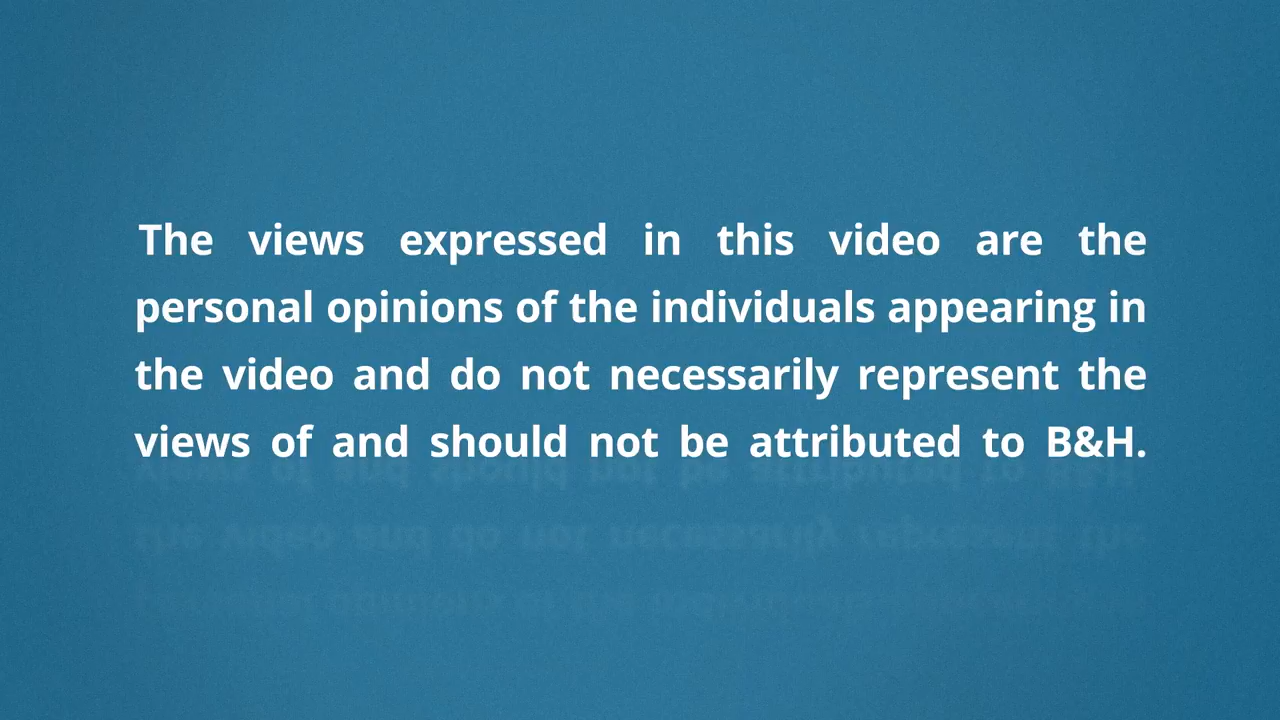 The views expressed in this video are the
personal opinions of the individuals appearing in
the video and do not necessarily represent the
views of and should not be attributed to B&H.